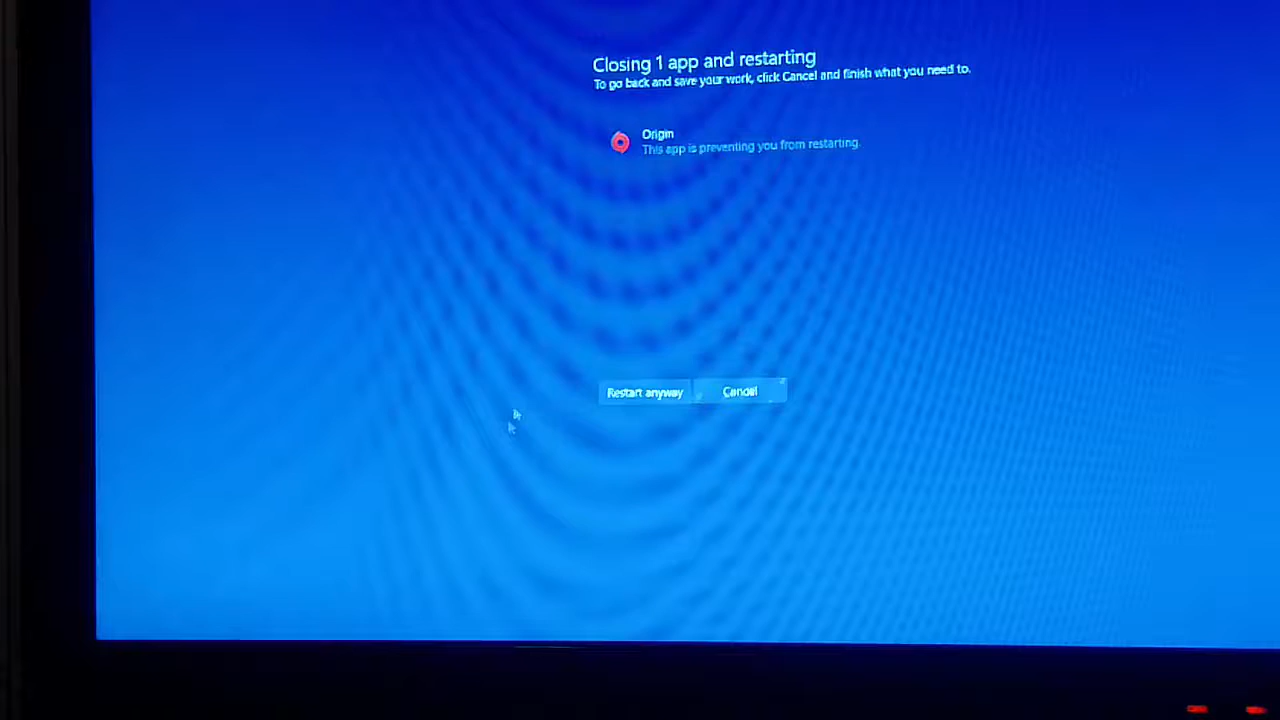 Closing 1 app and restarting
To go back and save your work, click Cancel and finish what you need to.
Origin
This app is preventing you from restarting.
Restart anyway
Cancel